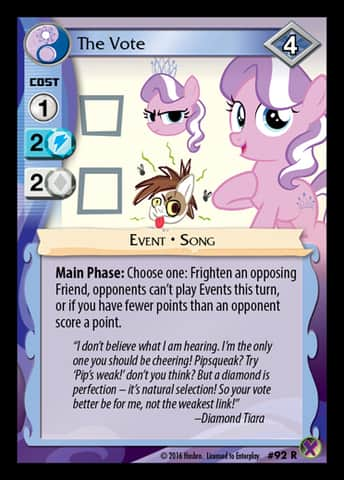 The Vote
4
COST
1
2
2
EVENT • SONG
Main Phase: Choose one: Frighten an opposing
Friend, opponents can't play Events this turn,
or if you have fewer points than an opponent
score a point.
"I don't believe what I am hearing. I'm the only
one you should be cheering! Pipsqueak? Try
'Pip's weak!' don't you think? But a diamond is
perfection – it's natural selection! So your vote
better be for me, not the weakest link!"
–Diamond Tiara
© 2016 Hasbro. Licensed to Enterplay. #92 R